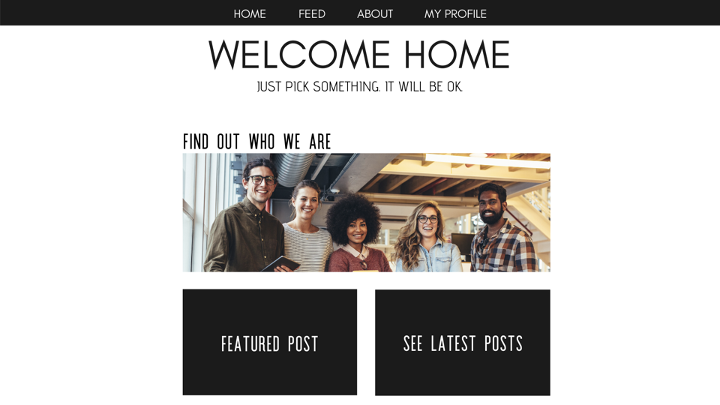 HOME FEED ABOUT MY PROFILE
WELCOME HOME
JUST PICK SOMETHING. IT WILL BE OK.
FIND OUT WHO WE ARE
FEATURED POST
SEE LATEST POSTS